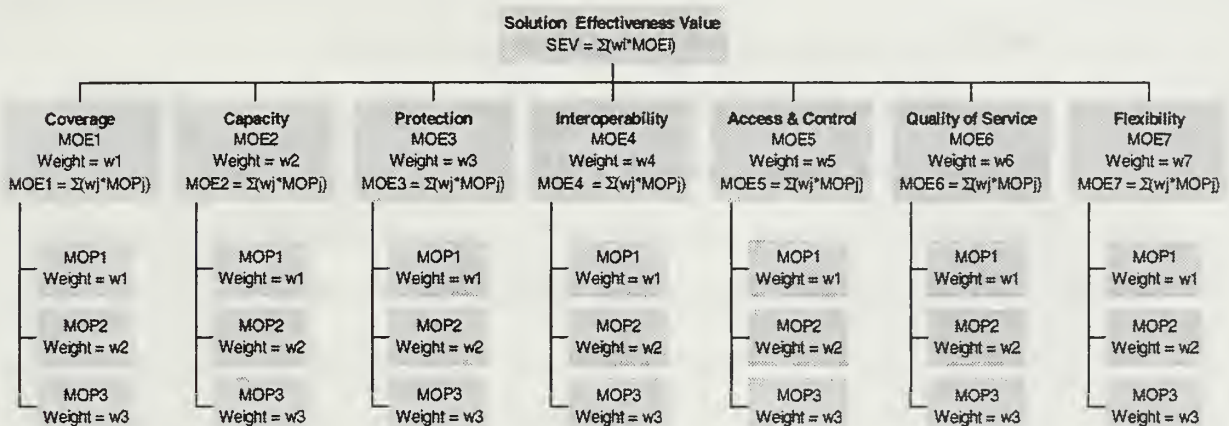 Solution Effectiveness Value
SEV = Σ(wi*MOEi)
Coverage
MOE1
Weight = w1
MOE1 = Σ(wj*MOPj)
MOP1
Weight = w1
MOP2
Weight = w2
MOP3
Weight = w3
Capacity
MOE2
Weight = w2
MOE2 = Σ(wj*MOPj)
MOP1
Weight = w1
MOP2
Weight = w2
MOP3
Weight = w3
Protection
MOE3
Weight = w3
MOE3 = Σ(wj*MOPj)
MOP1
Weight = w1
MOP2
Weight = w2
MOP3
Weight = w3
Interoperability
MOE4
Weight = w4
MOE4 = Σ(wj*MOPj)
MOP1
Weight = w1
MOP2
Weight = w2
MOP3
Weight = w3
Access & Control
MOE5
Weight = w5
MOE5 = Σ(wj*MOPj)
MOP1
Weight = w1
MOP2
Weight = w2
MOP3
Weight = w3
Quality of Service
MOE6
Weight = w6
MOE6 = Σ(wj*MOPj)
MOP1
Weight = w1
MOP2
Weight = w2
MOP3
Weight = w3
Flexibility
MOE7
Weight = w7
MOE7 = Σ(wj*MOPj)
MOP1
Weight = w1
MOP2
Weight = w2
MOP3
Weight = w3